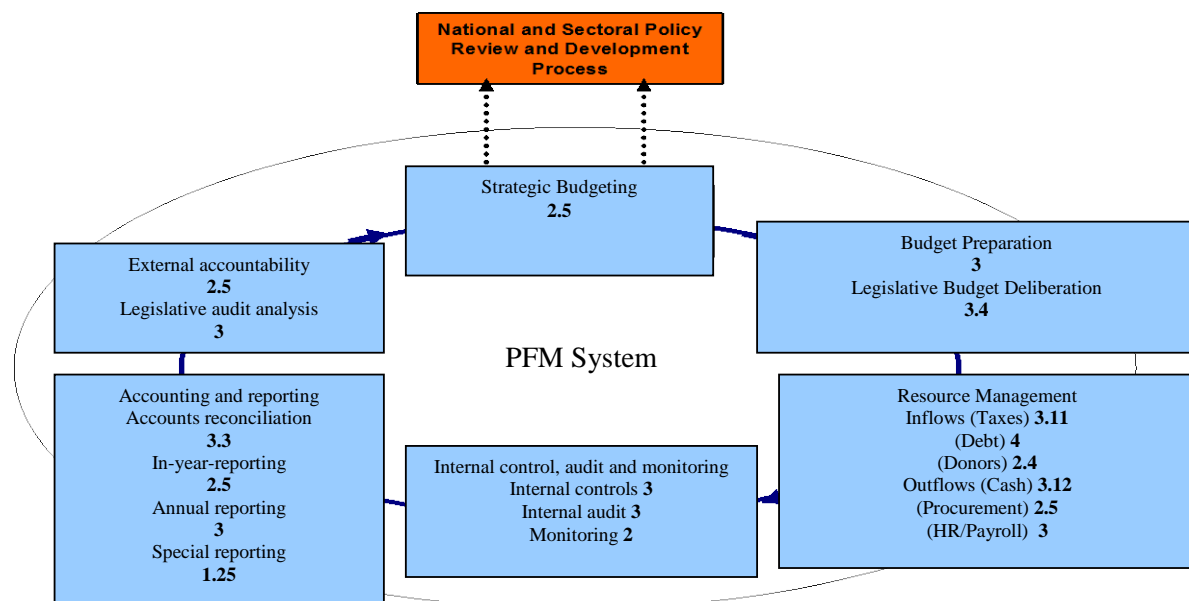 National and Sectoral Policy
Review and Development
Process
Strategic Budgeting
2.5
Budget Preparation
3
Legislative Budget Deliberation
3.4
External accountability
2.5
Legislative audit analysis
3
PFM System
Accounting and reporting
Accounts reconciliation
3.3
In-year-reporting
2.5
Annual reporting
3
Special reporting
1.25
Internal control, audit and monitoring
Internal controls 3
Internal audit 3
Monitoring 2
Resource Management
Inflows (Taxes) 3.11
(Debt) 4
(Donors) 2.4
Outflows (Cash) 3.12
(Procurement) 2.5
(HR/Payroll) 3